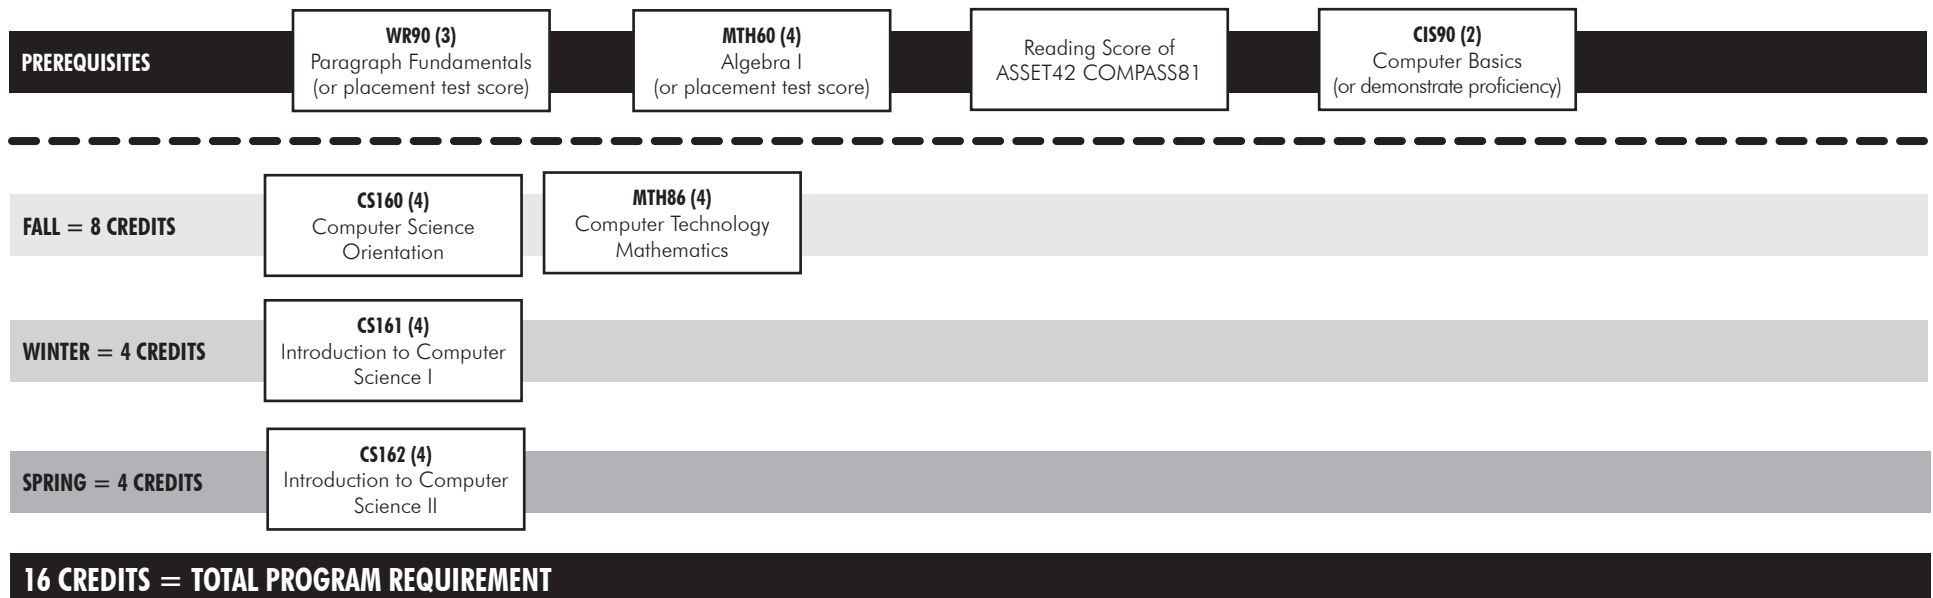 PREREQUISITES
WR90 (3)
Paragraph Fundamentals
(or placement test score)
MTH60 (4)
Algebra I
(or placement test score)
Reading Score of
ASSET42 COMPASS81
CIS90 (2)
Computer Basics
(or demonstrate proficiency)
FALL = 8 CREDITS
CS160 (4)
Computer Science
Orientation
MTH86 (4)
Computer Technology
Mathematics
WINTER = 4 CREDITS
CS161 (4)
Introduction to Computer
Science I
SPRING = 4 CREDITS
CS162 (4)
Introduction to Computer
Science II
16 CREDITS = TOTAL PROGRAM REQUIREMENT